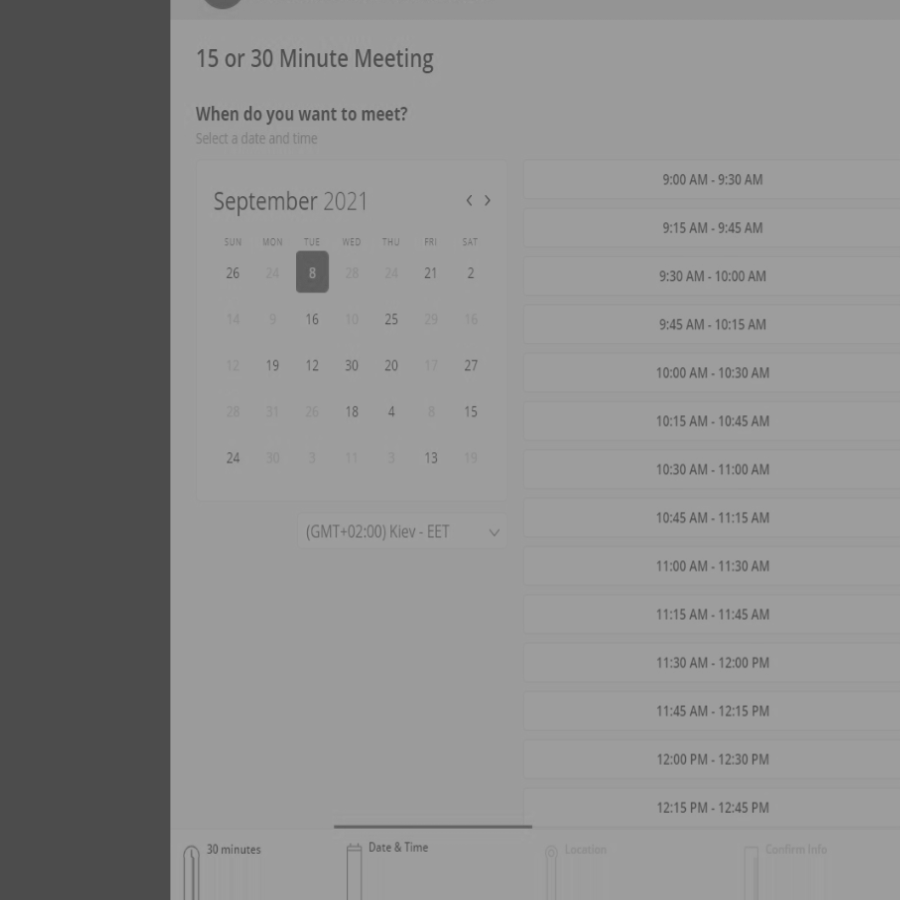 15 or 30 Minute Meeting
When do you want to meet?
Select a date and time
September 2021
SUN MON TUE WED THU FRI SAT
26 24 8 28 24 21 2
14 9 16 10 25 29 16
12 19 12 30 20 17 27
28 31 26 18 4 8 15
24 30 3 11 3 13 19
(GMT+02:00) Kiev - EET
9:00 AM - 9:30 AM
9:15 AM - 9:45 AM
9:30 AM - 10:00 AM
9:45 AM - 10:15 AM
10:00 AM - 10:30 AM
10:15 AM - 10:45 AM
10:30 AM - 11:00 AM
10:45 AM - 11:15 AM
11:00 AM - 11:30 AM
11:15 AM - 11:45 AM
11:30 AM - 12:00 PM
11:45 AM - 12:15 PM
12:00 PM - 12:30 PM
12:15 PM - 12:45 PM
30 minutes
Date & Time
Location
Confirm Info